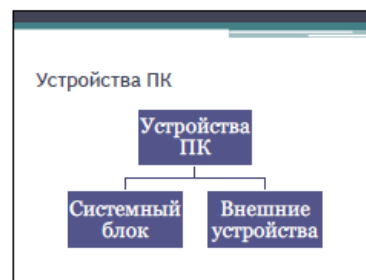 Устройства ПК
Устройства
ПК
Системный
блок
Внешние
устройства